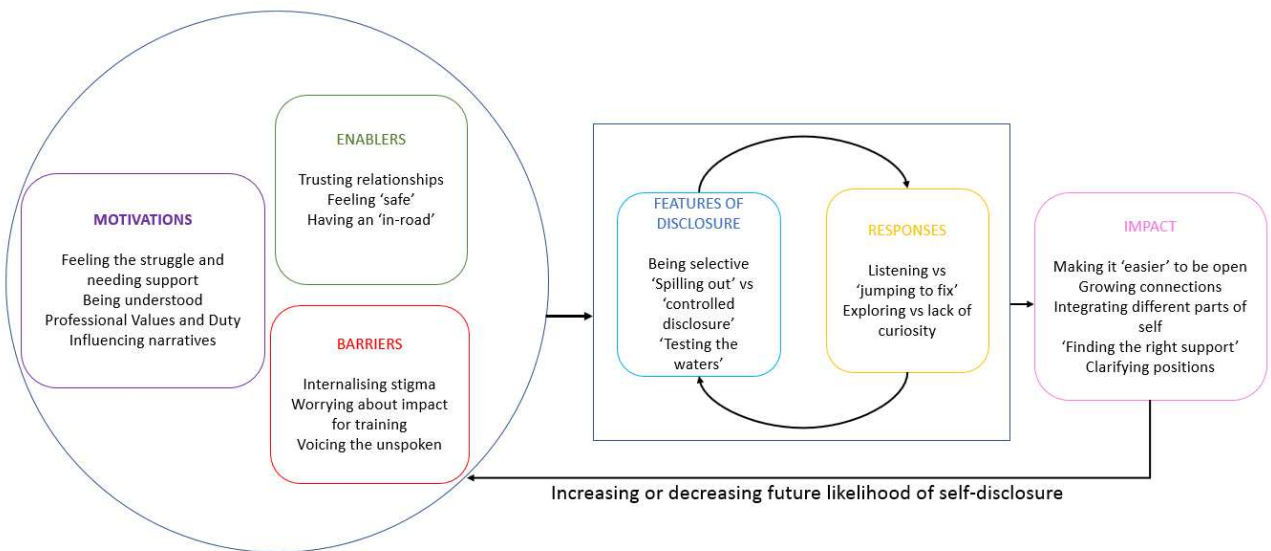 MOTIVATIONS
Feeling the struggle and
needing support
Being understood
Professional Values and Duty
Influencing narratives
ENABLERS
Trusting relationships
Feeling ‘safe’
Having an ‘in-road’
BARRIERS
Internalising stigma
Worrying about impact
for training
Voicing the unspoken
FEATURES OF
DISCLOSURE
Being selective
‘Spilling out’ vs
‘controlled
disclosure’
‘Testing the
waters’
RESPONSES
Listening vs
‘jumping to fix’
Exploring vs lack of
curiosity
IMPACT
Making it ‘easier’ to be open
Growing connections
Integrating different parts of
self
‘Finding the right support’
Clarifying positions
Increasing or decreasing future likelihood of self-disclosure